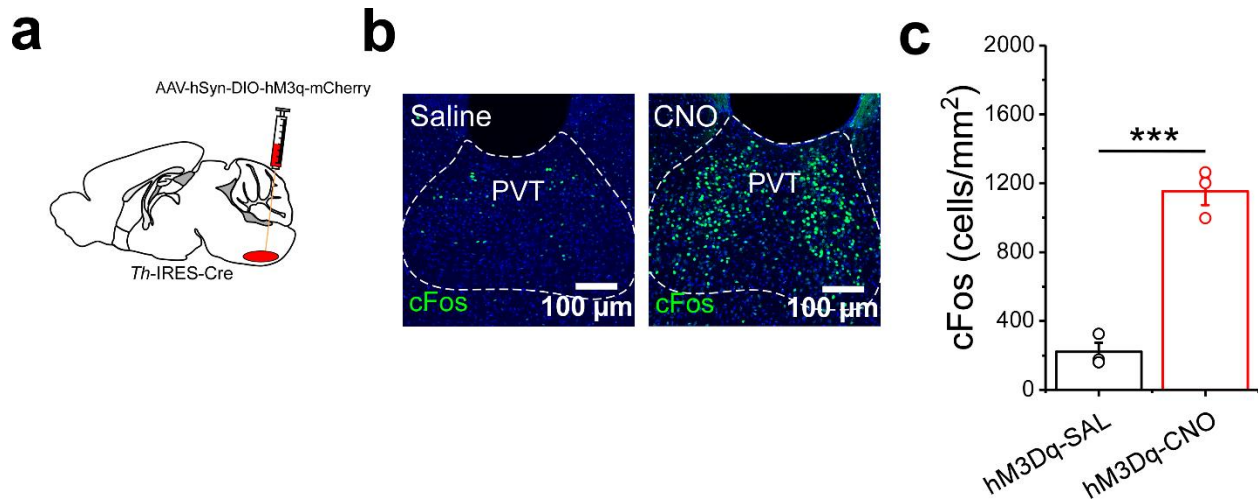 a
AAV-hSyn-DIO-hM3q-mCherry
Th-IRES-Cre
b
Saline
PVT
cFos
100 µm
CNO
PVT
cFos
100 µm
c
cFos (cells/mm²)
2000
1600
1200
800
400
0
***
hM3Dq-SAL
hM3Dq-CNO